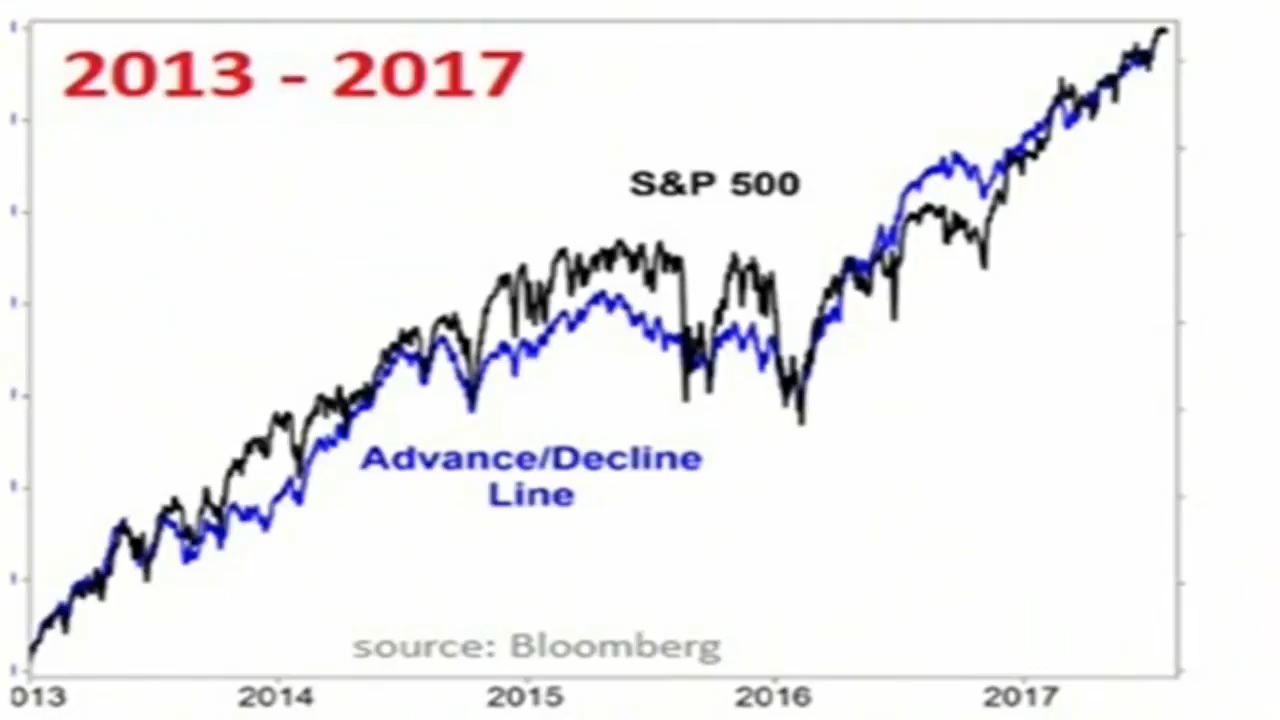 2013 - 2017
S&P 500
Advance/Decline
Line
source: Bloomberg
013 2014 2015 2016 2017